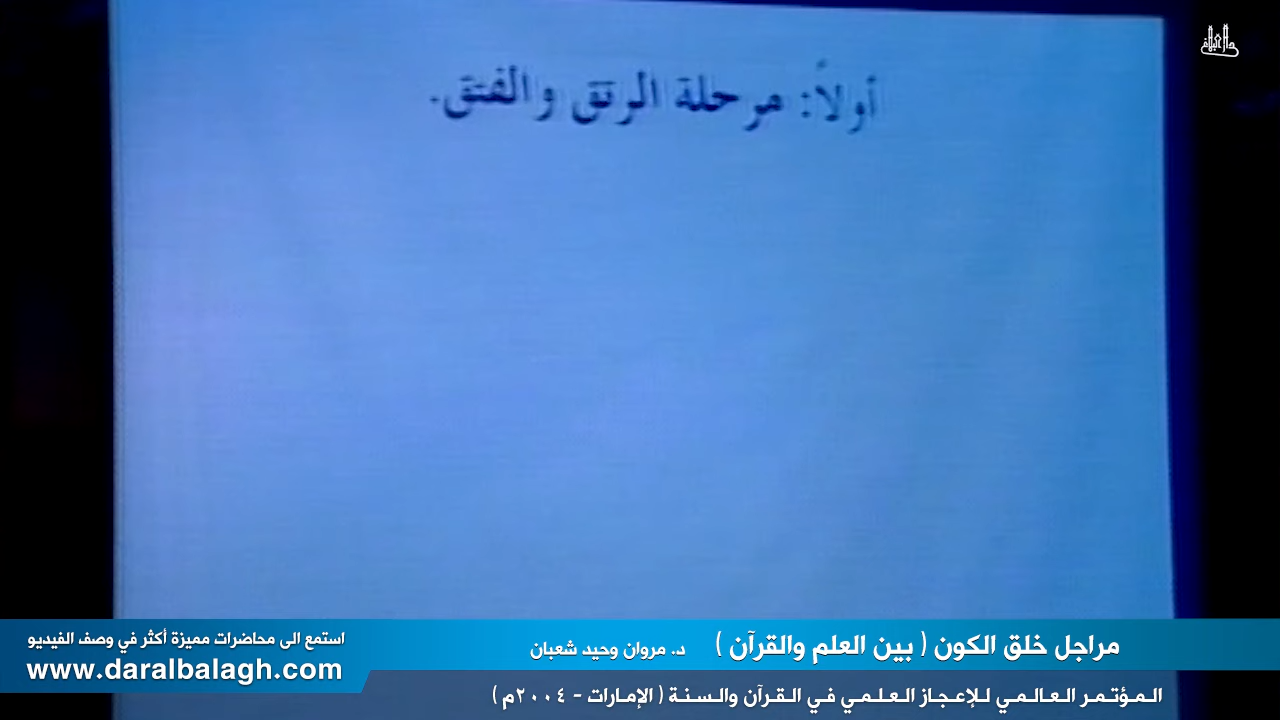 أولاً: مرحلة الرتق والفتق.
مراجل خلق الكون ( بين العلم والقرآن ) د. مروان وحيد شعبان
المؤتمر العالمي للإعجاز العلمي في القرآن والسنة ( الإمارات - ٢٠٠٤م )
استمع الى محاضرات مميزة أكثر في وصف الفيديو
www.daralbalagh.com